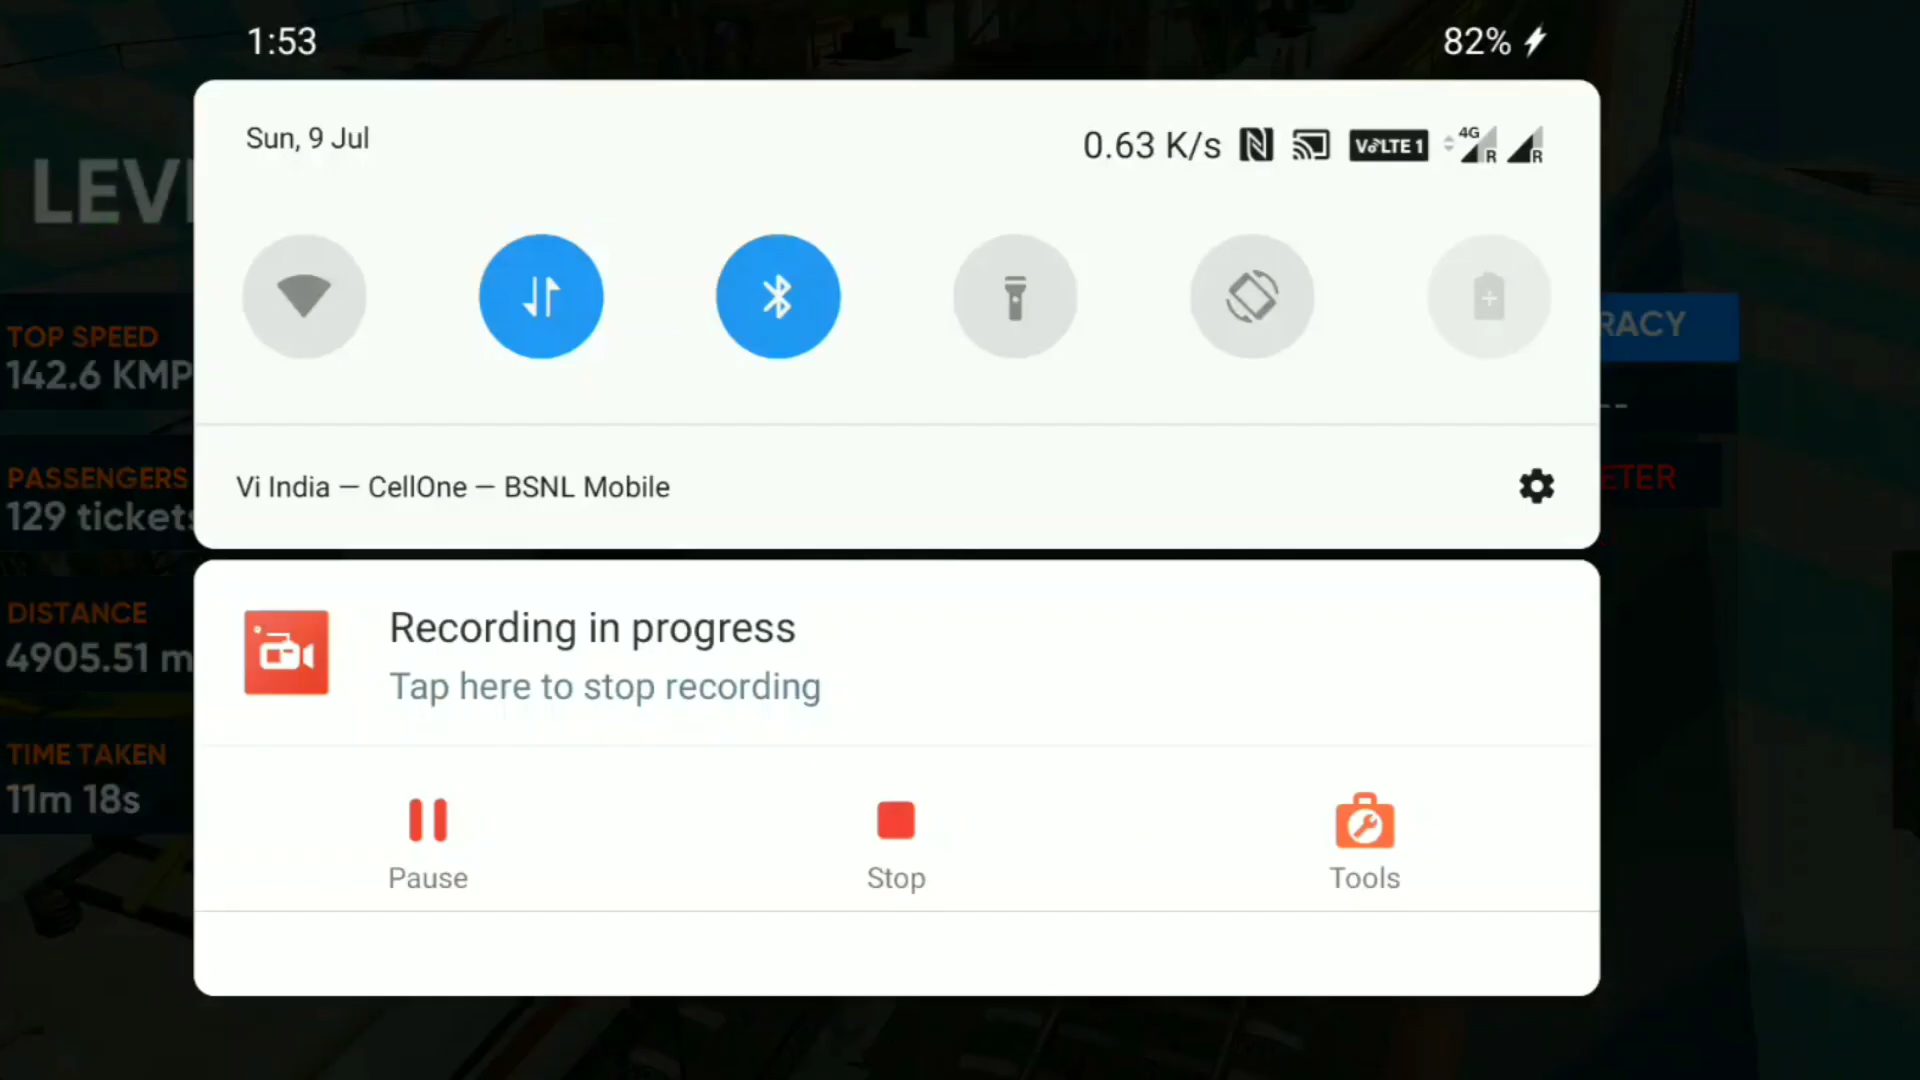 1:53
82%
Sun, 9 Jul
0.63 K/s
VoLTE 1
4G
R
R
LEV
TOP SPEED
142.6 KMP
RACY
--
Vi India — CellOne — BSNL Mobile
PASSENGERS
129 tickets
ETER
Recording in progress
Tap here to stop recording
DISTANCE
4905.51 m
TIME TAKEN
11m 18s
Pause
Stop
Tools